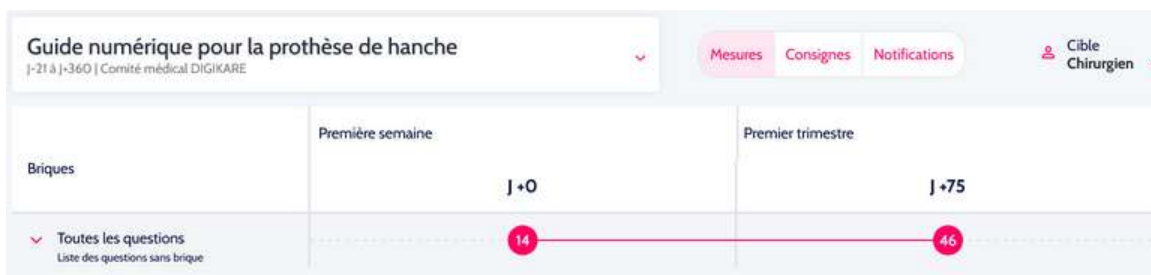 Guide numérique pour la prothèse de hanche
J-21 à J+360 | Comité médical DIGIKARE
Mesures Consignes Notifications
Cible
Chirurgien
Briques
Première semaine
Premier trimestre
J +0
J +75
Toutes les questions
Liste des questions sans brique
14
46